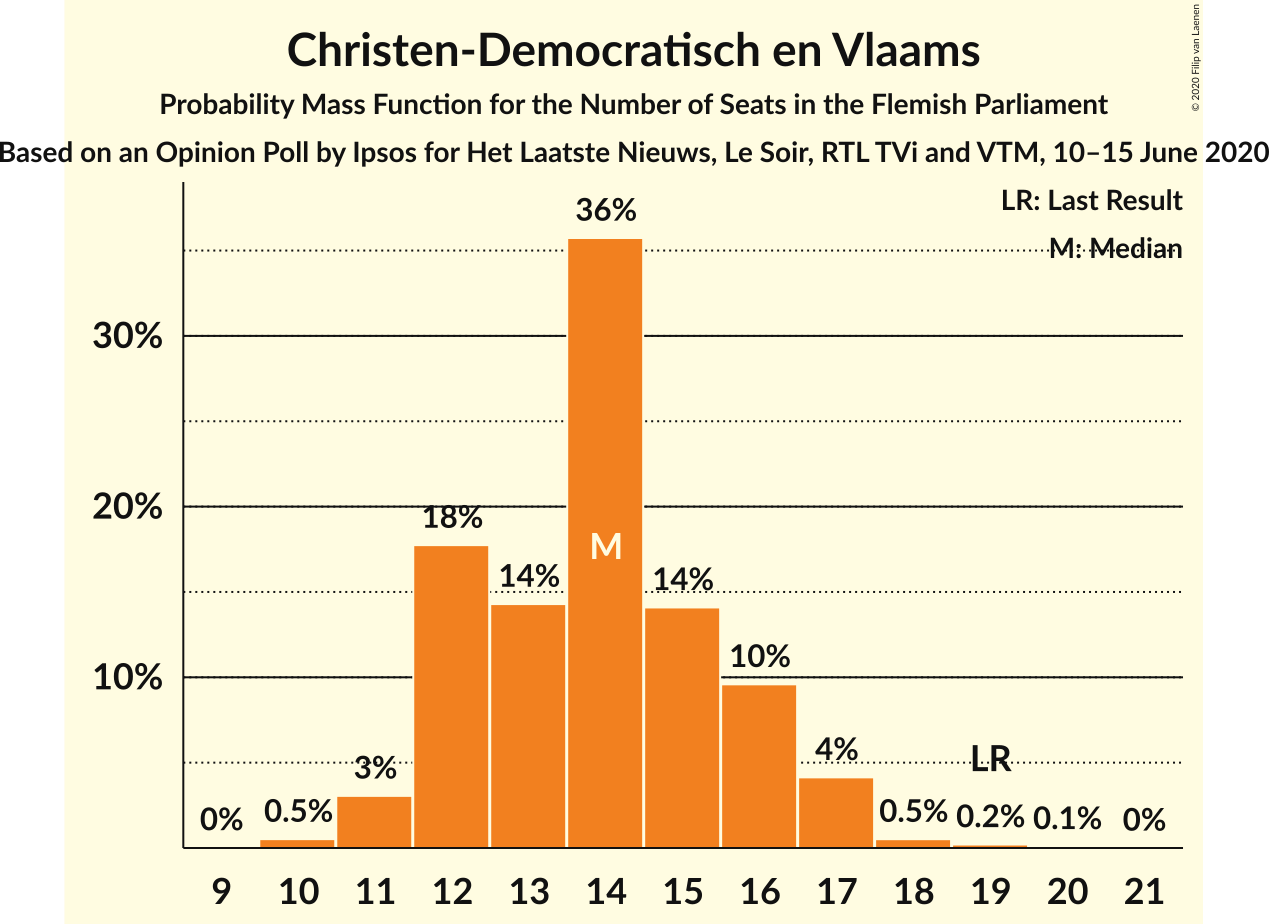 Christen-Democratisch en Vlaams
Probability Mass Function for the Number of Seats in the Flemish Parliament
Based on an Opinion Poll by Ipsos for Het Laatste Nieuws, Le Soir, RTL TVi and VTM, 10–15 June 2020
© 2020 Filip van Laenen
LR: Last Result
M: Median
36%
30%
20%
18%
M
14%
14%
10%
10%
3%
4%
LR
0%
0.5%
0.5%
0.2%
0.1%
0%
9 10 11 12 13 14 15 16 17 18 19 20 21